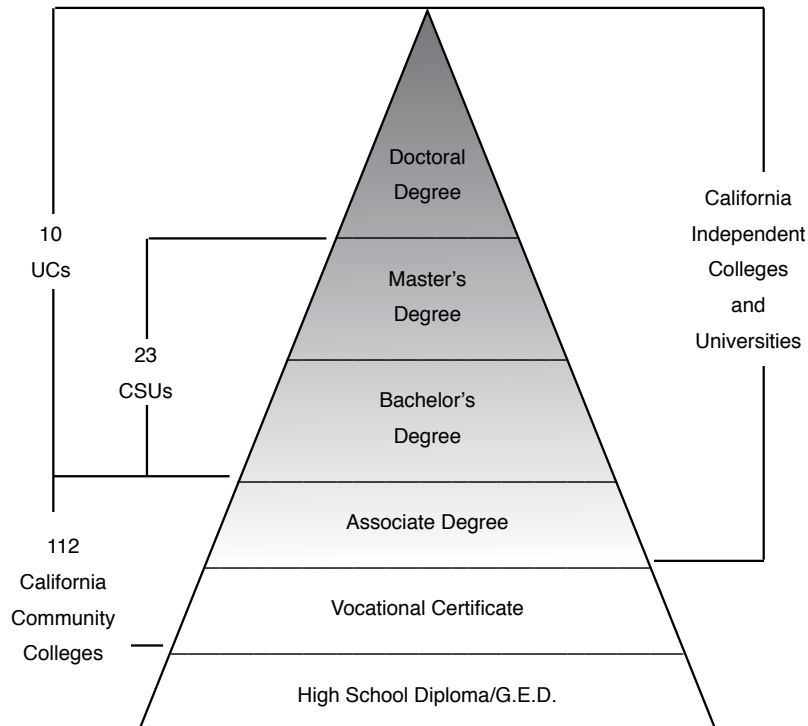 Doctoral
Degree
Master's
Degree
Bachelor's
Degree
Associate Degree
Vocational Certificate
High School Diploma/G.E.D.
10
UCs
23
CSUs
112
California
Community
Colleges
California
Independent
Colleges
and
Universities